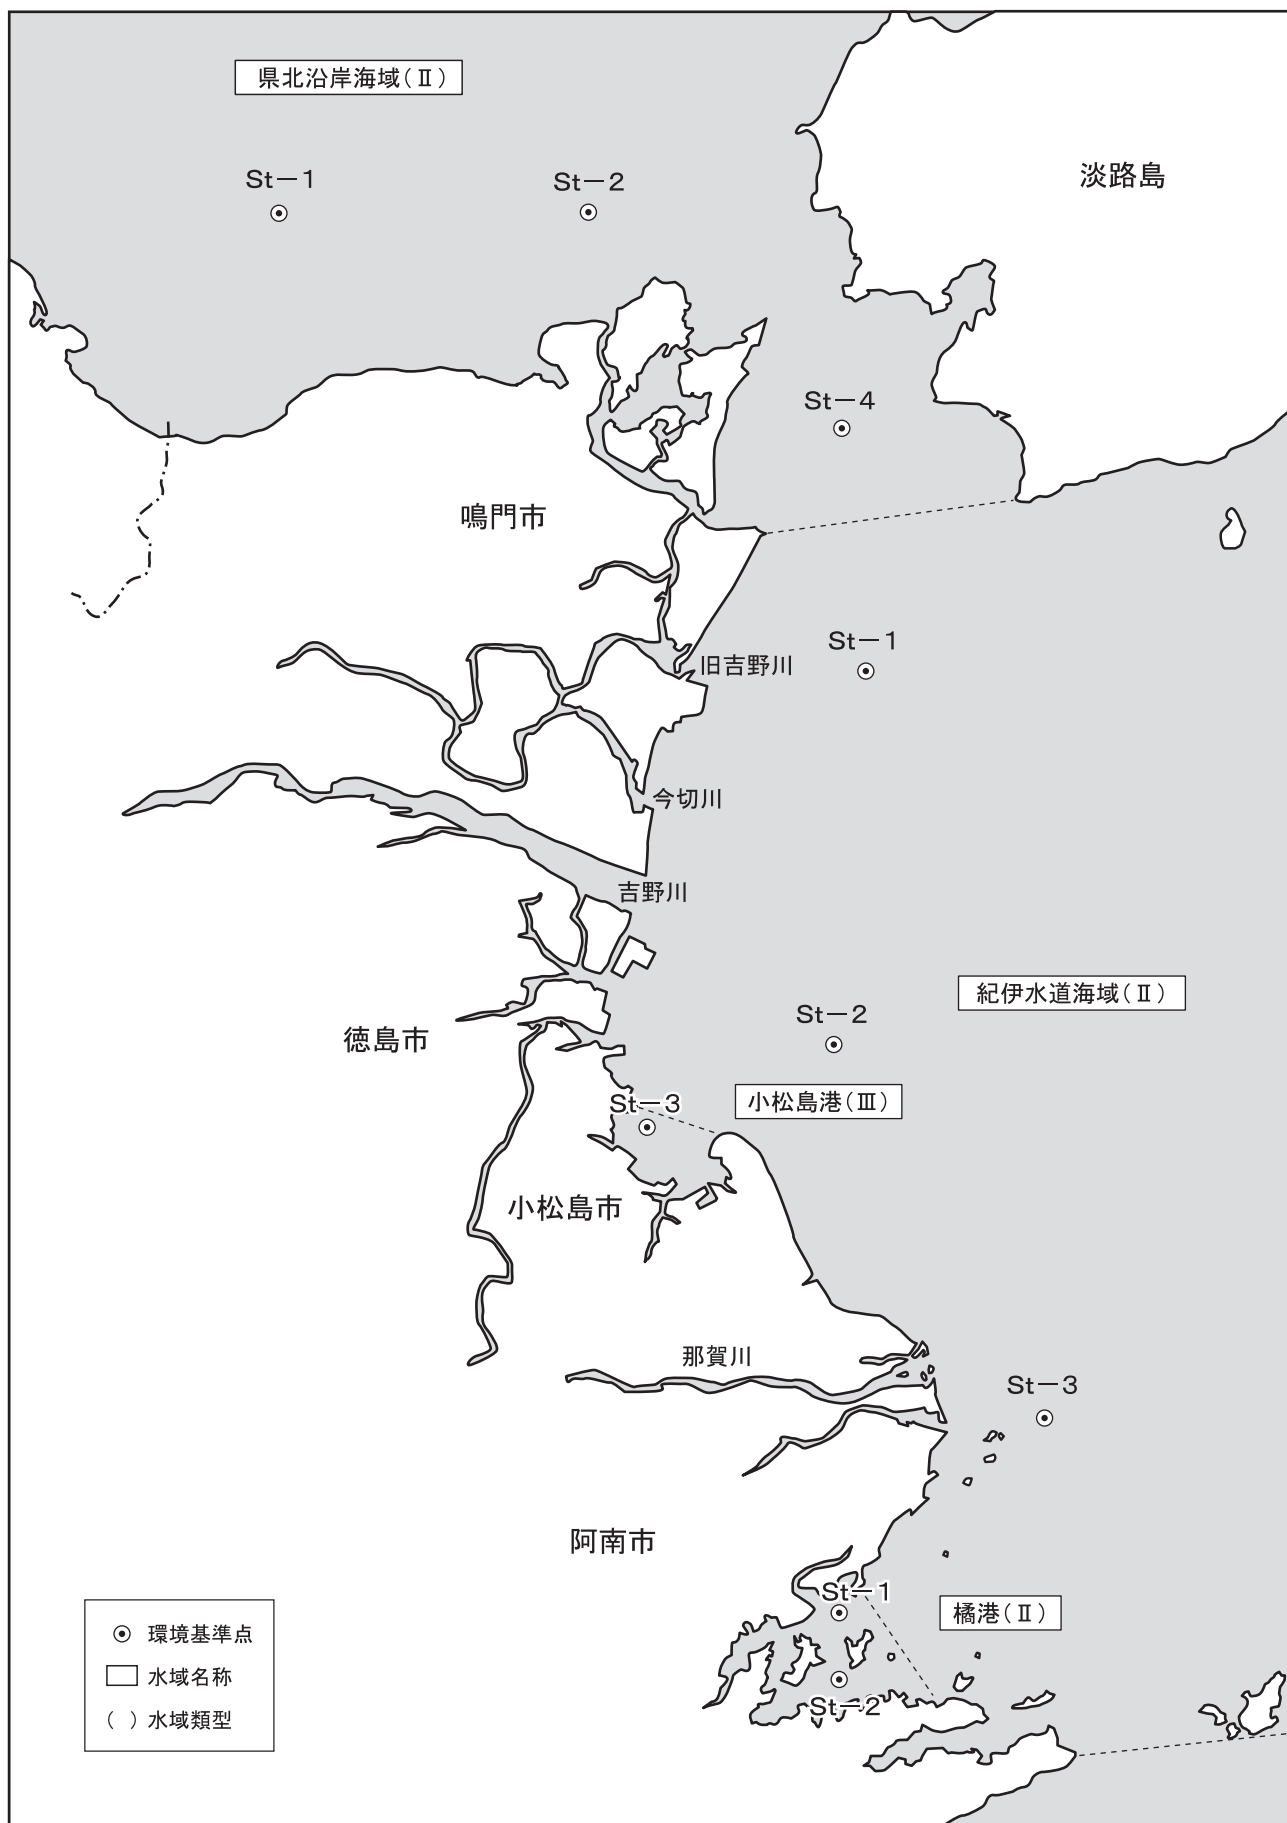 県北沿岸海域(Ⅱ)
St－1
St－2
淡路島
St－4
鳴門市
St－1
旧吉野川
今切川
吉野川
紀伊水道海域(Ⅱ)
St－2
徳島市
小松島港(Ⅲ)
St－3
小松島市
那賀川
St－3
阿南市
St－1
橘港(Ⅱ)
St－2
環境基準点
水域名称
( ) 水域類型